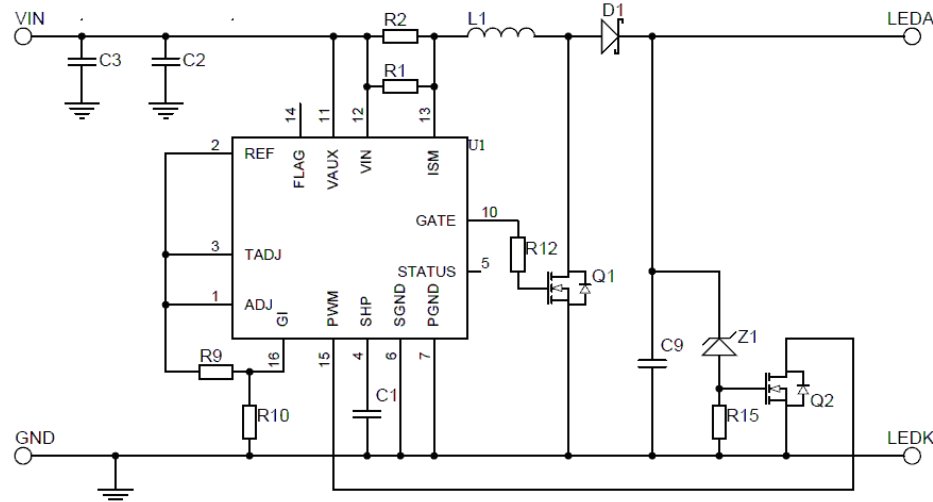 VIN
R2
L1
D1
LEDA
C3
C2
R1
14
11
12
13
U1
2
REF
FLAG
VAUX
VIN
ISM
GATE
10
R12
3
TADJ
STATUS
5
Q1
1
ADJ
GI
PWM
SHP
SGND
PGND
Z1
C9
R9
16
15
4
6
7
C1
Q2
R10
R15
GND
LEDK